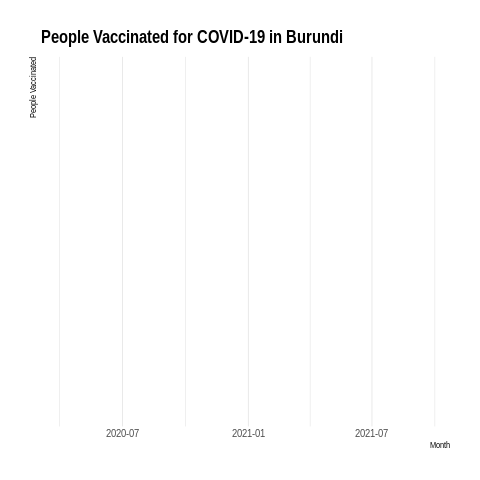 People Vaccinated for COVID-19 in Burundi
People Vaccinated
2020-07
2021-01
2021-07
Month